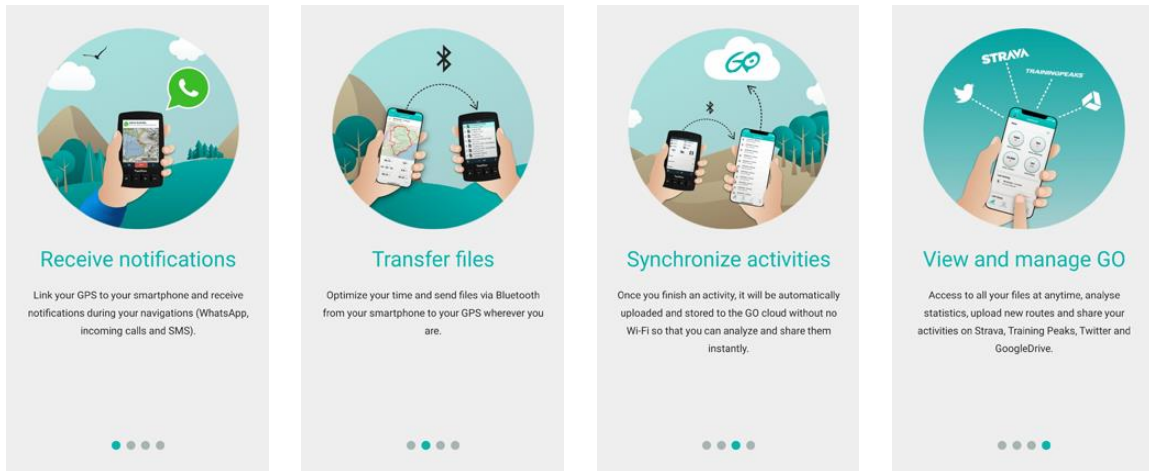 GO
STRAVA
TRAININGPEAKS
Receive notifications
Link your GPS to your smartphone and receive
notifications during your navigations (WhatsApp,
incoming calls and SMS).
Transfer files
Optimize your time and send files via Bluetooth
from your smartphone to your GPS wherever you
are.
Synchronize activities
Once you finish an activity, it will be automatically
uploaded and stored to the GO cloud without no
Wi-Fi so that you can analyze and share them
instantly.
View and manage GO
Access to all your files at anytime, analyse
statistics, upload new routes and share your
activities on Strava, Training Peaks, Twitter and
GoogleDrive.